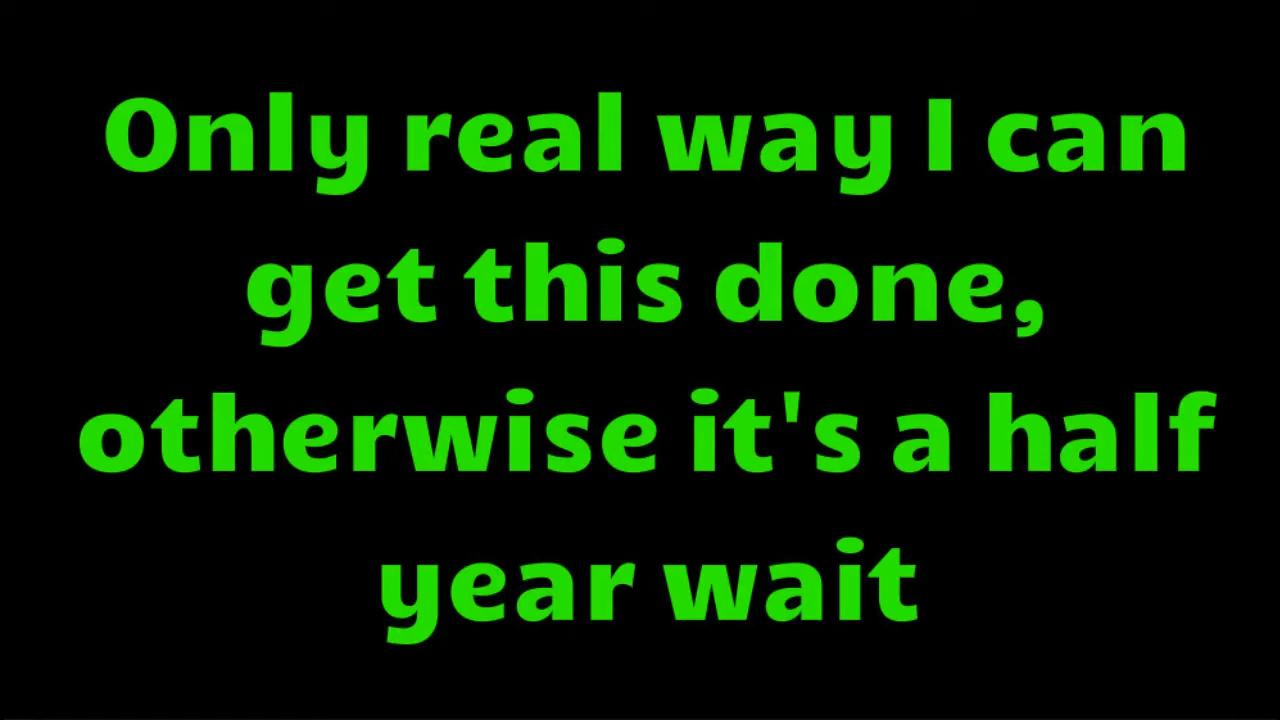 Only real way I can
get this done,
otherwise it's a half
year wait